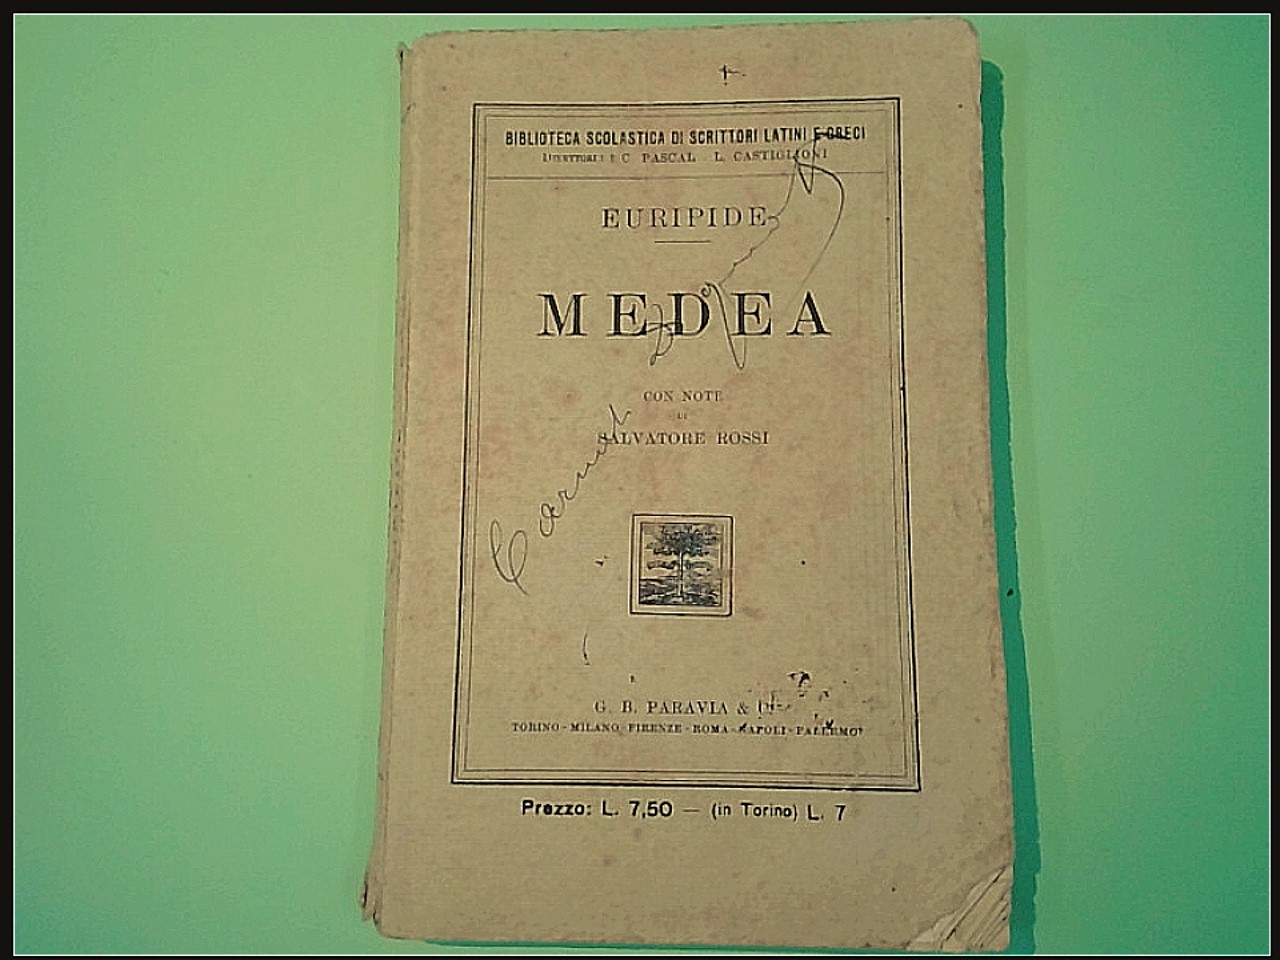 BIBLIOTECA SCOLASTICA DI SCRITTORI LATINI E GRECI
C. PASCAL L. CASTIGLIONI
EURIPIDE
MEDEA
CON NOTE
DI
SALVATORE ROSSI
G. B. PARAVIA &
TORINO - MILANO - FIRENZE - ROMA - NAPOLI - PALERMO
Prezzo: L. 7,50 — (in Torino) L. 7